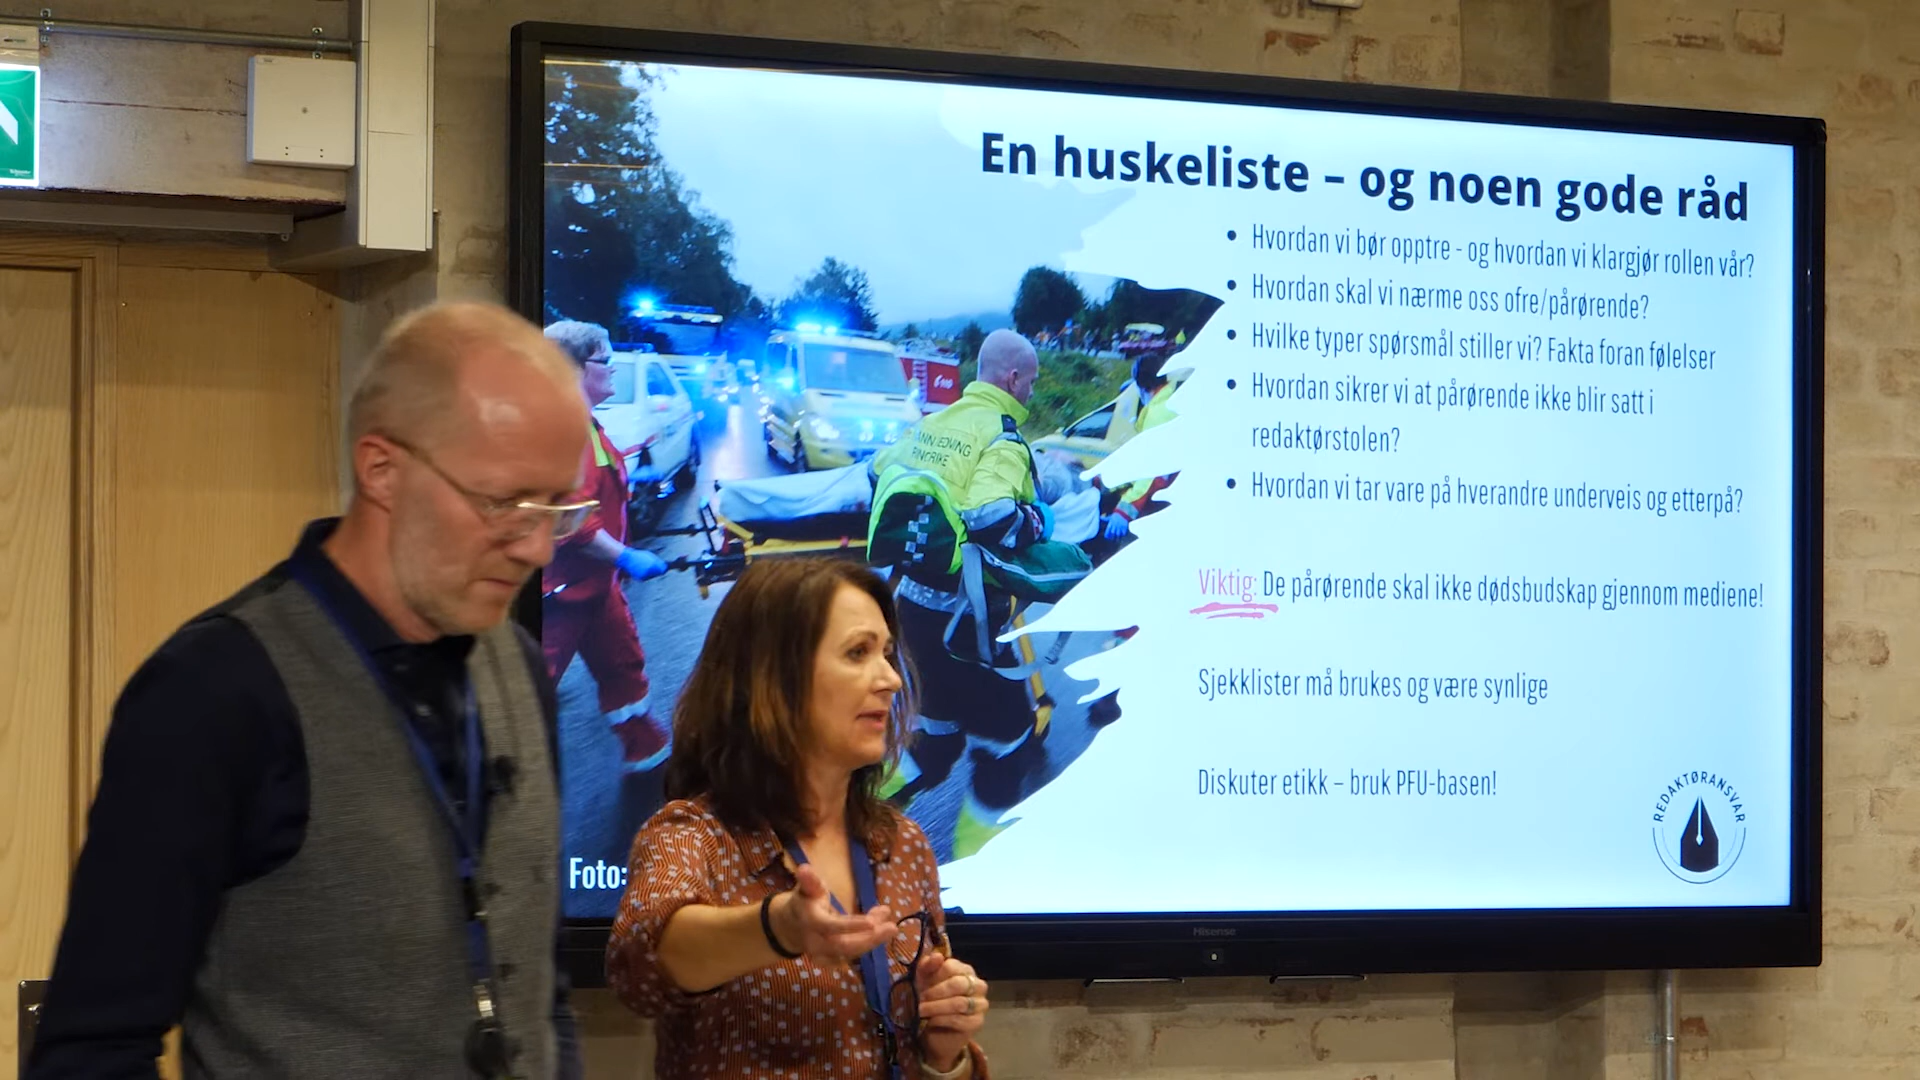 En huskeliste – og noen gode råd
• Hvordan vi bør opptre - og hvordan vi klargjør rollen vår?
• Hvordan skal vi nærme oss ofre/pårørende?
• Hvilke typer spørsmål stiller vi? Fakta foran følelser
• Hvordan sikrer vi at pårørende ikke blir satt i
redaktørstolen?
• Hvordan vi tar vare på hverandre underveis og etterpå?
Viktig: De pårørende skal ikke dødsbudskap gjennom mediene!
Sjekklister må brukes og være synlige
Diskuter etikk – bruk PFU-basen!
REDAKTØRANSVAR
Foto:
Hisense